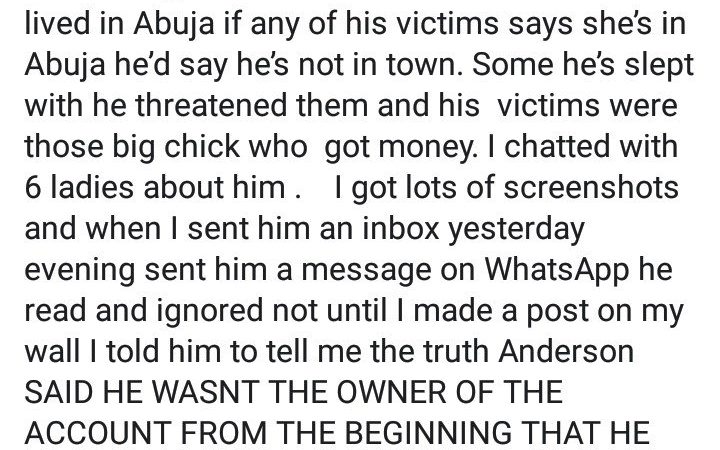 lived in Abuja if any of his victims says she's in
Abuja he'd say he's not in town. Some he's slept
with he threatened them and his  victims were
those big chick who  got money. I chatted with
6 ladies about him .    I got lots of screenshots
and when I sent him an inbox yesterday
evening sent him a message on WhatsApp he
read and ignored not until I made a post on my
wall I told him to tell me the truth Anderson
SAID HE WASNT THE OWNER OF THE
ACCOUNT FROM THE BEGINNING THAT HE